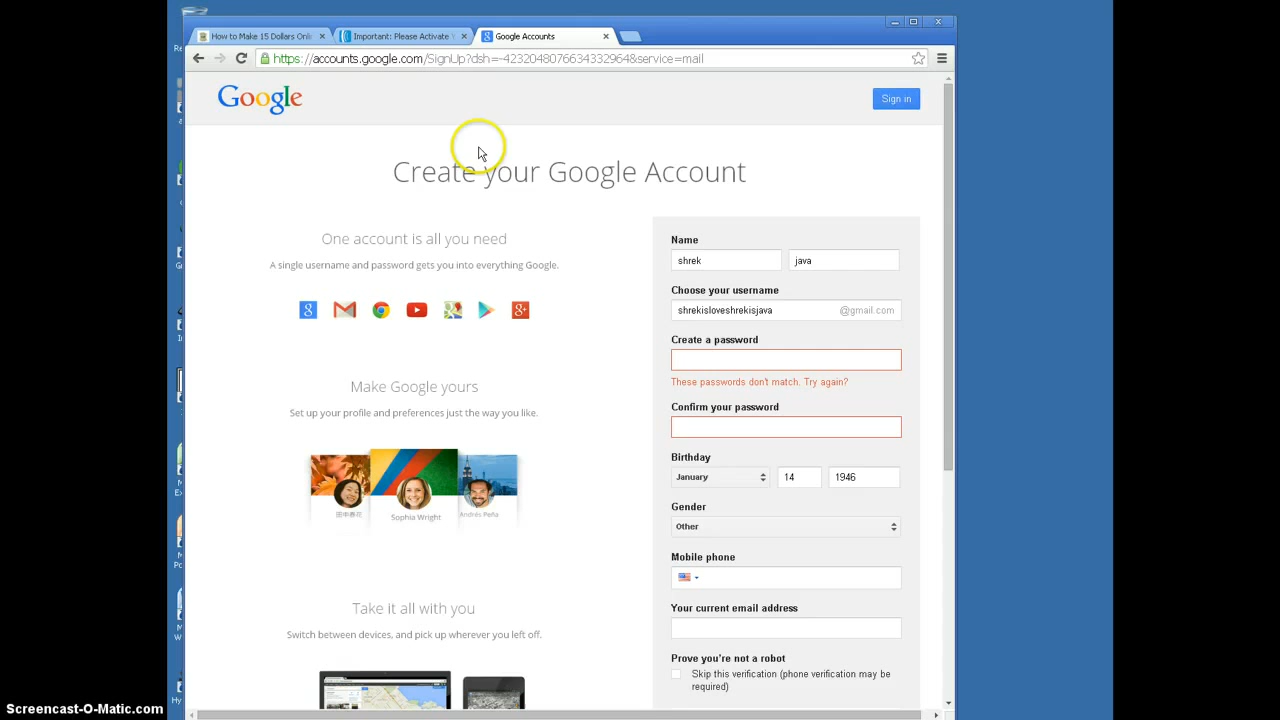 How to Make 15 Dollars Onli
Important: Please Activate Y
Google Accounts
https://accounts.google.com/SignUp?dsh=-4232048076634332964&service=mail
Google
Sign in
Create your Google Account
One account is all you need
A single username and password gets you into everything Google.
Make Google yours
Set up your profile and preferences just the way you like.
Sophia Wright
Andrés Peña
Take it all with you
Switch between devices, and pick up wherever you left off.
Name
shrek java
Choose your username
shrekisloveshrekisjava @gmail.com
Create a password
These passwords don't match. Try again?
Confirm your password
Birthday
January 14 1946
Gender
Other
Mobile phone
Your current email address
Prove you're not a robot
Skip this verification (phone verification may be
required)
Screencast-O-Matic.com